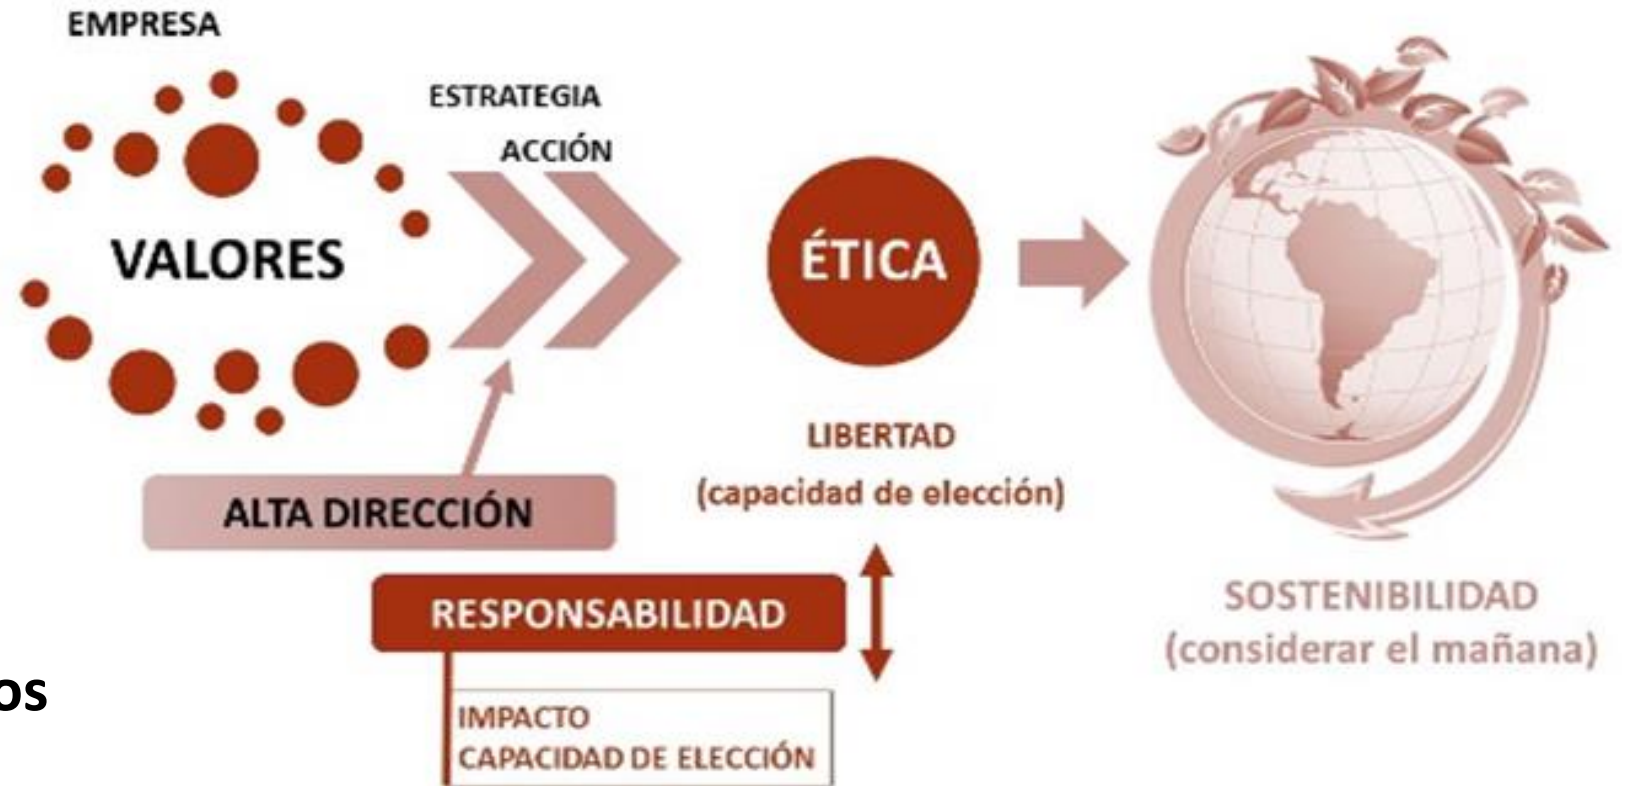 EMPRESA
ESTRATEGIA
ACCIÓN
VALORES
ÉTICA
LIBERTAD
(capacidad de elección)
ALTA DIRECCIÓN
RESPONSABILIDAD
SOSTENIBILIDAD
(considerar el mañana)
IMPACTO
CAPACIDAD DE ELECCIÓN